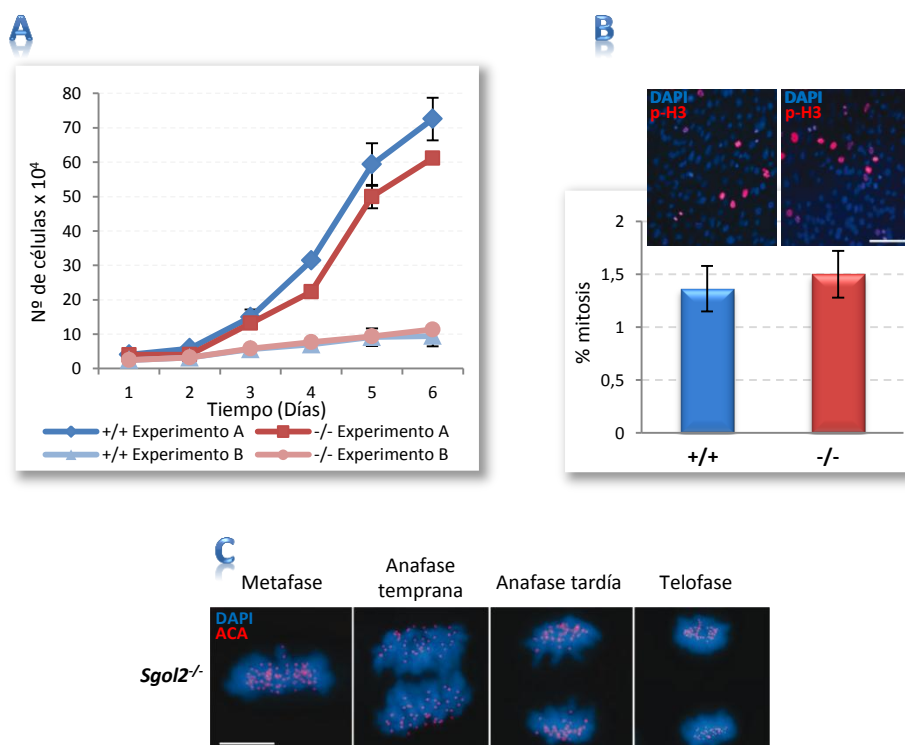 A
80
70
60
50
40
30
20
10
0
Nº de células x 10⁴
1 2 3 4 5 6
Tiempo (Días)
+/+ Experimento A -/- Experimento A
+/+ Experimento B -/- Experimento B
B
DAPI
p-H3
DAPI
p-H3
2
1,5
1
0,5
0
% mitosis
+/+ -/-
C
Metafase
Anafase temprana
Anafase tardía
Telofase
DAPI
ACA
Sgol2⁻/⁻